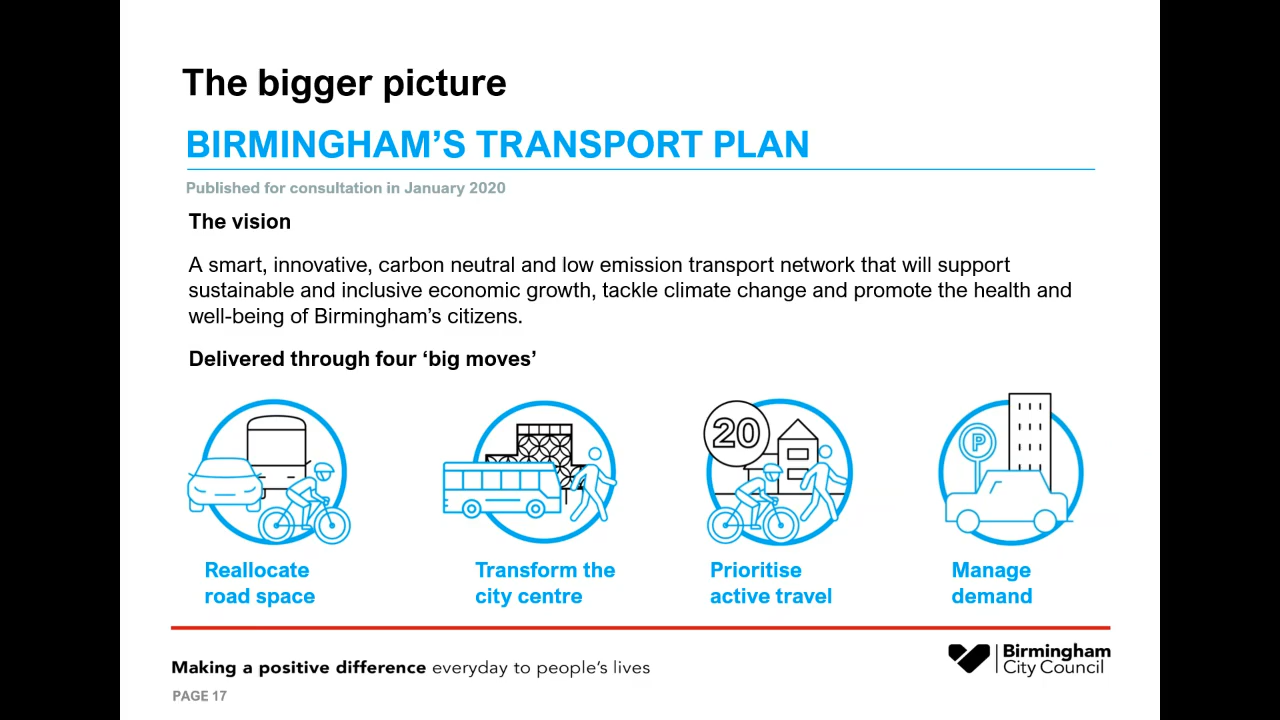 The bigger picture
BIRMINGHAM’S TRANSPORT PLAN
Published for consultation in January 2020
The vision
A smart, innovative, carbon neutral and low emission transport network that will support
sustainable and inclusive economic growth, tackle climate change and promote the health and
well-being of Birmingham’s citizens.
Delivered through four ‘big moves’
20
P
Reallocate
road space
Transform the
city centre
Prioritise
active travel
Manage
demand
Making a positive difference everyday to people’s lives
Birmingham
City Council
PAGE 17